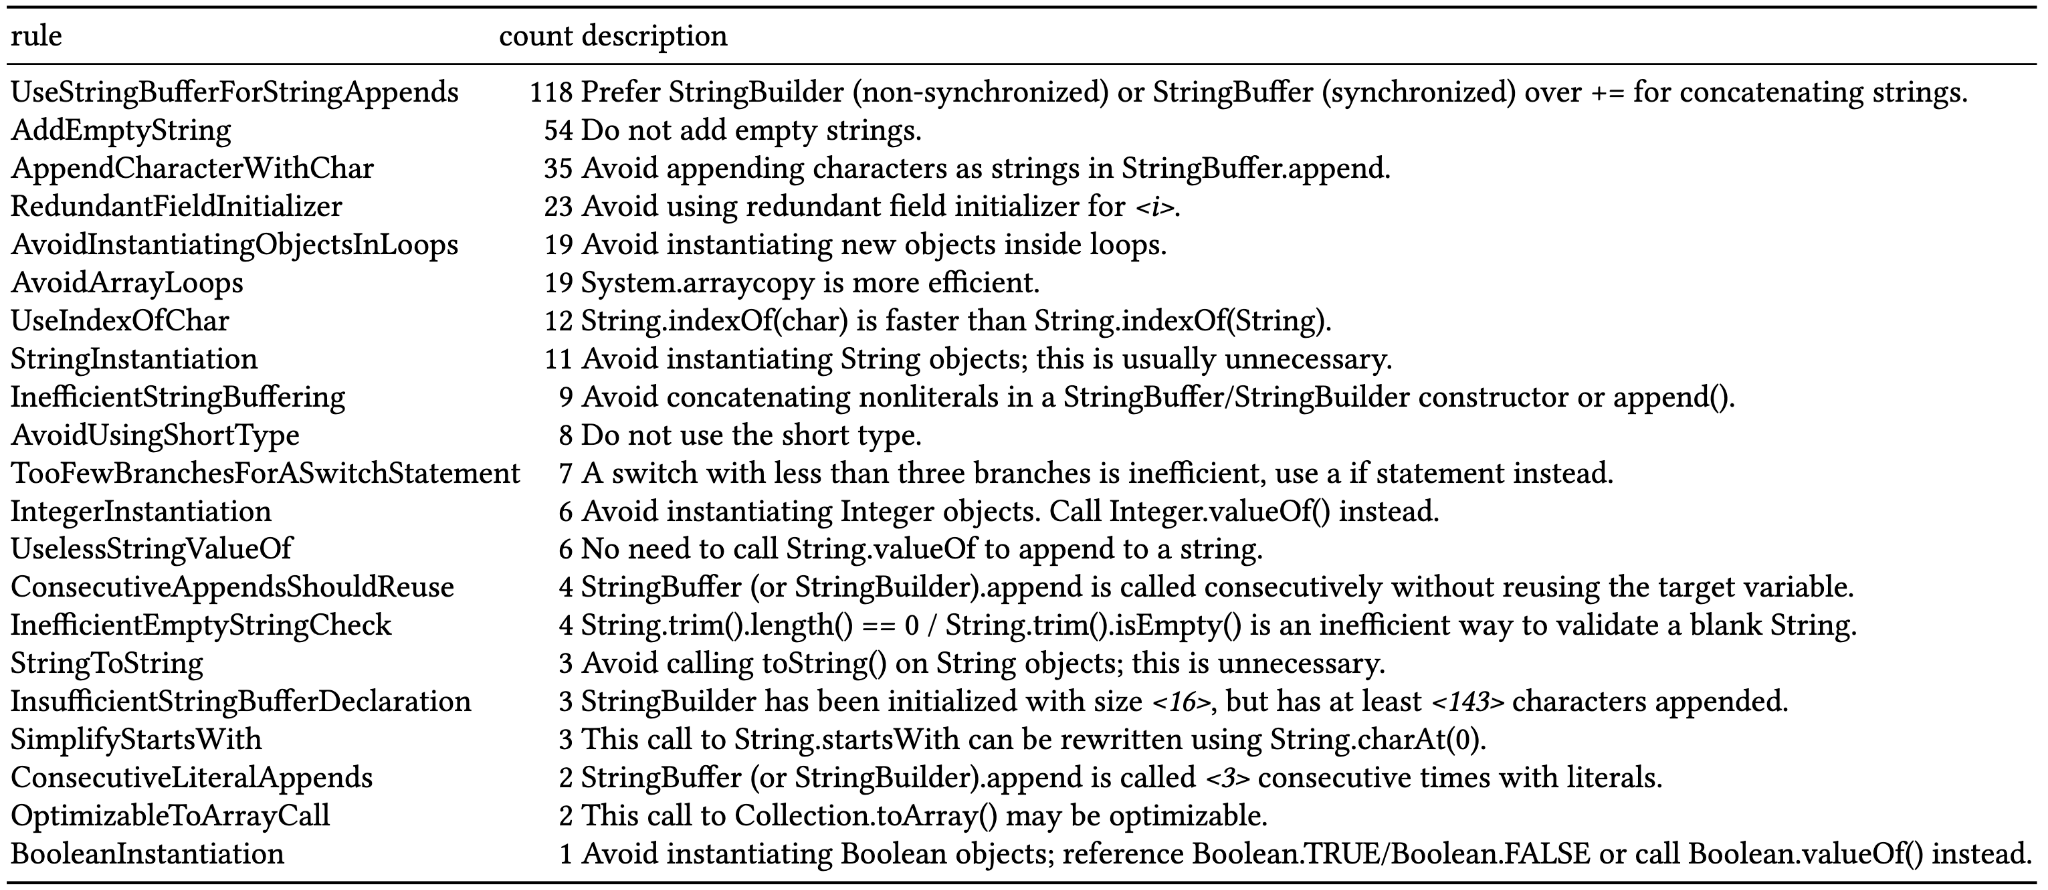 rule count description
UseStringBufferForStringAppends 118 Prefer StringBuilder (non-synchronized) or StringBuffer (synchronized) over += for concatenating strings.
AddEmptyString 54 Do not add empty strings.
AppendCharacterWithChar 35 Avoid appending characters as strings in StringBuffer.append.
RedundantFieldInitializer 23 Avoid using redundant field initializer for <i>.
AvoidInstantiatingObjectsInLoops 19 Avoid instantiating new objects inside loops.
AvoidArrayLoops 19 System.arraycopy is more efficient.
UseIndexOfChar 12 String.indexOf(char) is faster than String.indexOf(String).
StringInstantiation 11 Avoid instantiating String objects; this is usually unnecessary.
InefficientStringBuffering 9 Avoid concatenating nonliterals in a StringBuffer/StringBuilder constructor or append().
AvoidUsingShortType 8 Do not use the short type.
TooFewBranchesForASwitchStatement 7 A switch with less than three branches is inefficient, use a if statement instead.
IntegerInstantiation 6 Avoid instantiating Integer objects. Call Integer.valueOf() instead.
UselessStringValueOf 6 No need to call String.valueOf to append to a string.
ConsecutiveAppendsShouldReuse 4 StringBuffer (or StringBuilder).append is called consecutively without reusing the target variable.
InefficientEmptyStringCheck 4 String.trim().length() == 0 / String.trim().isEmpty() is an inefficient way to validate a blank String.
StringToString 3 Avoid calling toString() on String objects; this is unnecessary.
InsufficientStringBufferDeclaration 3 StringBuilder has been initialized with size <16>, but has at least <143> characters appended.
SimplifyStartsWith 3 This call to String.startsWith can be rewritten using String.charAt(0).
ConsecutiveLiteralAppends 2 StringBuffer (or StringBuilder).append is called <3> consecutive times with literals.
OptimizableToArrayCall 2 This call to Collection.toArray() may be optimizable.
BooleanInstantiation 1 Avoid instantiating Boolean objects; reference Boolean.TRUE/Boolean.FALSE or call Boolean.valueOf() instead.